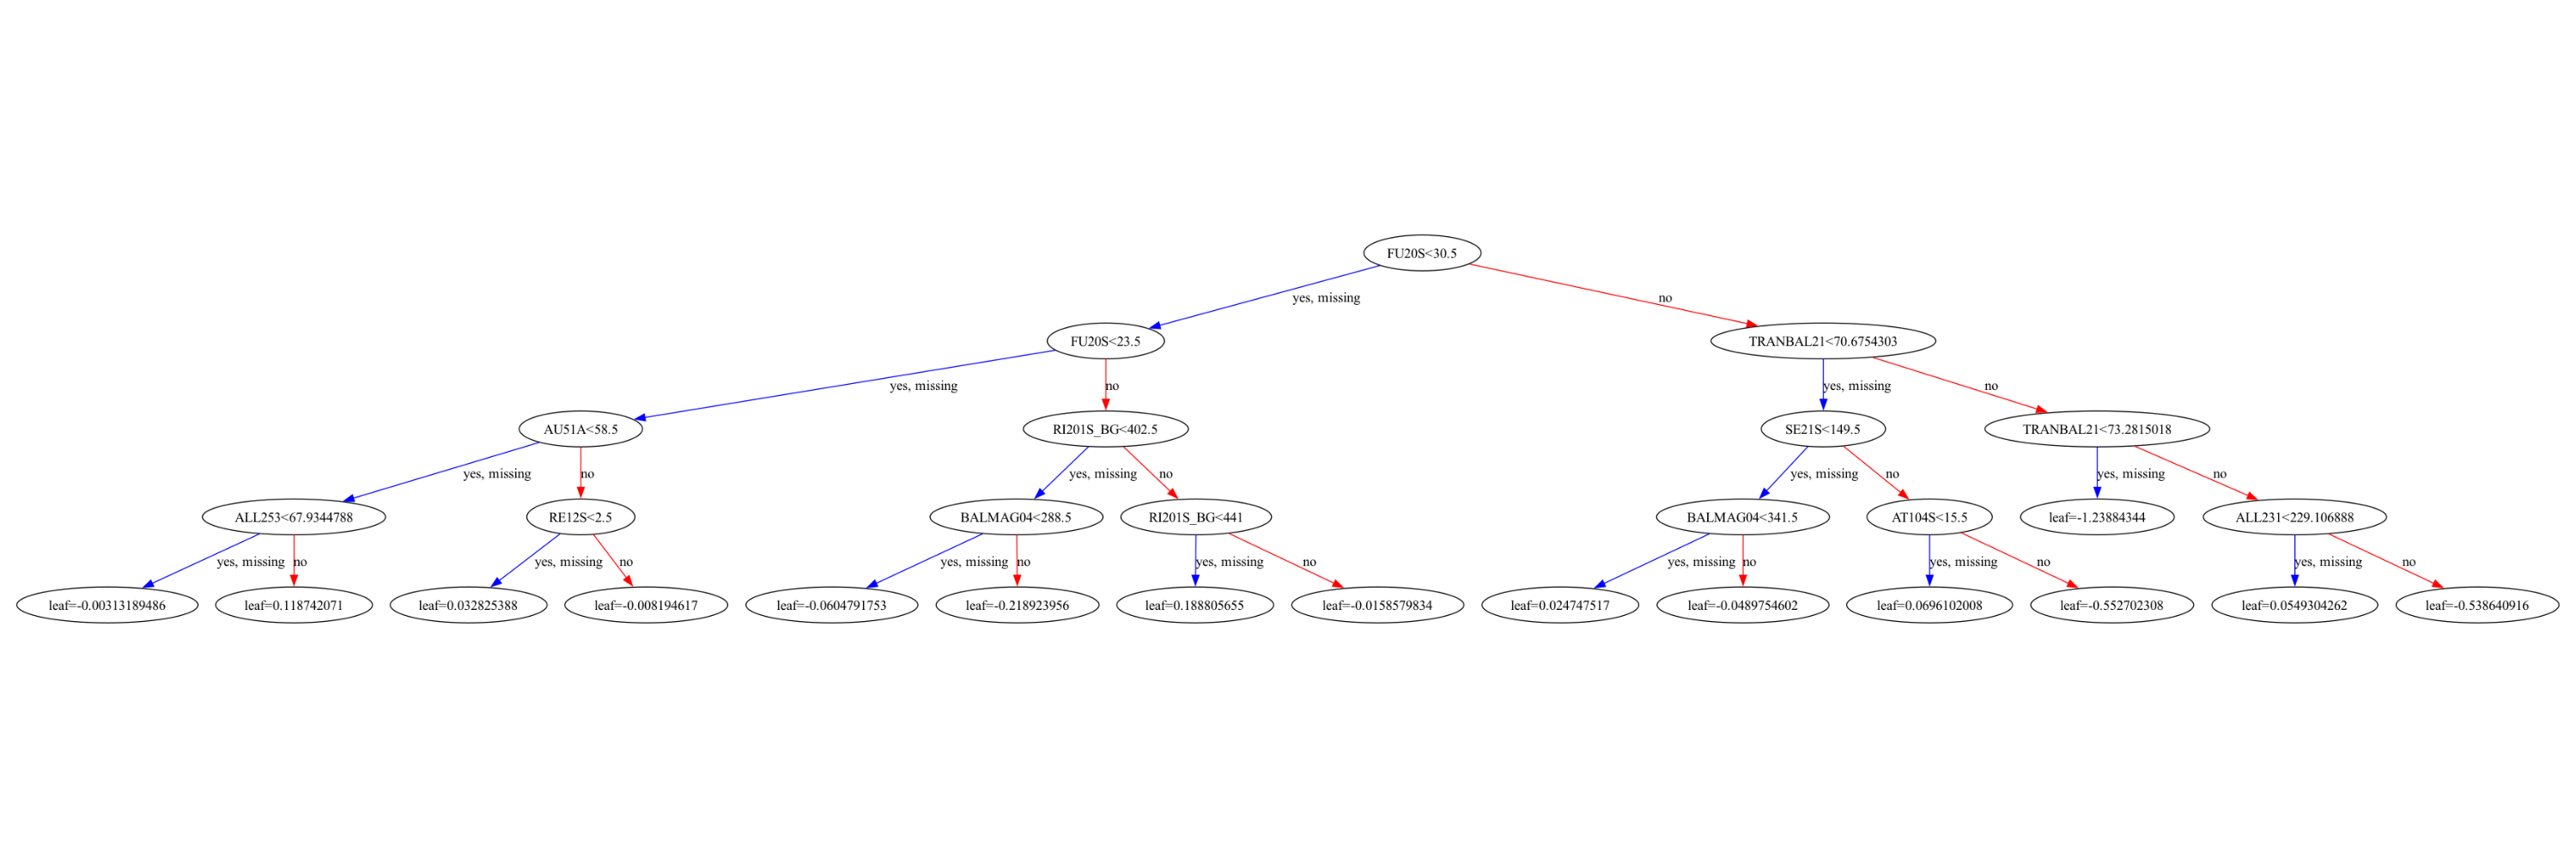 FU20S<30.5
yes, missing
no
FU20S<23.5
TRANBAL21<70.6754303
yes, missing
no
yes, missing
no
AU51A<58.5
RI201S_BG<402.5
SE21S<149.5
TRANBAL21<73.2815018
yes, missing
no
yes, missing
no
yes, missing
no
yes, missing
no
ALL253<67.9344788
RE12S<2.5
BALMAG04<288.5
RI201S_BG<441
BALMAG04<341.5
AT104S<15.5
leaf=-1.23884344
ALL231<229.106888
yes, missing
no
yes, missing
no
yes, missing
no
yes, missing
no
yes, missing
no
yes, missing
no
yes, missing
no
leaf=-0.00313189486
leaf=0.118742071
leaf=0.032825388
leaf=-0.008194617
leaf=-0.0604791753
leaf=-0.218923956
leaf=0.188805655
leaf=-0.0158579834
leaf=0.024747517
leaf=-0.0489754602
leaf=0.0696102008
leaf=-0.552702308
leaf=0.0549304262
leaf=-0.538640916